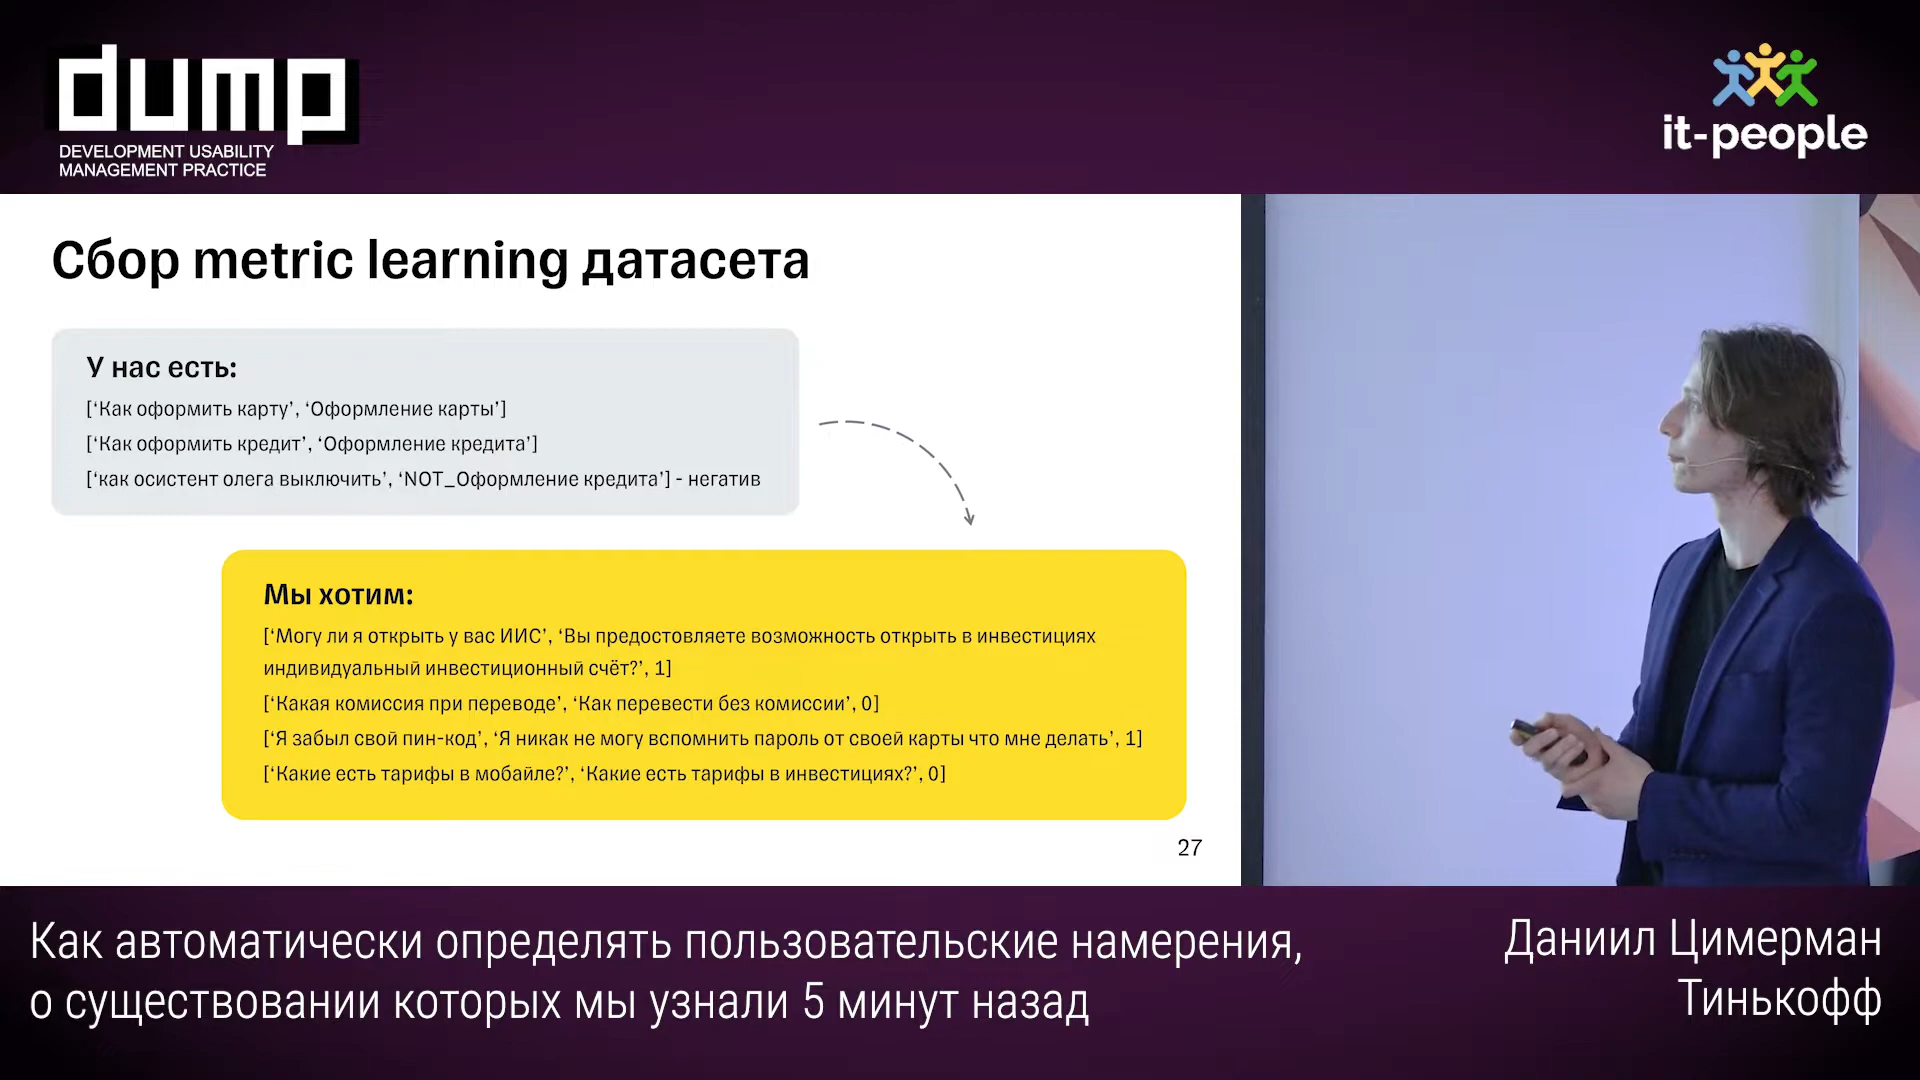 dump
DEVELOPMENT USABILITY
MANAGEMENT PRACTICE
it-people
Сбор metric learning датасета
У нас есть:
[‘Как оформить карту’, ‘Оформление карты’]
[‘Как оформить кредит’, ‘Оформление кредита’]
[‘как осистент олега выключить’, ‘NOT_Оформление кредита’] - негатив
Мы хотим:
[‘Могу ли я открыть у вас ИИС’, ‘Вы предостовляете возможность открыть в инвестициях
индивидуальный инвестиционный счёт?’, 1]
[‘Какая комиссия при переводе’, ‘Как перевести без комиссии’, 0]
[‘Я забыл свой пин-код’, ‘Я никак не могу вспомнить пароль от своей карты что мне делать’, 1]
[‘Какие есть тарифы в мобайле?’, ‘Какие есть тарифы в инвестициях?’, 0]
27
Как автоматически определять пользовательские намерения,
о существовании которых мы узнали 5 минут назад
Даниил Цимерман
Тинькофф